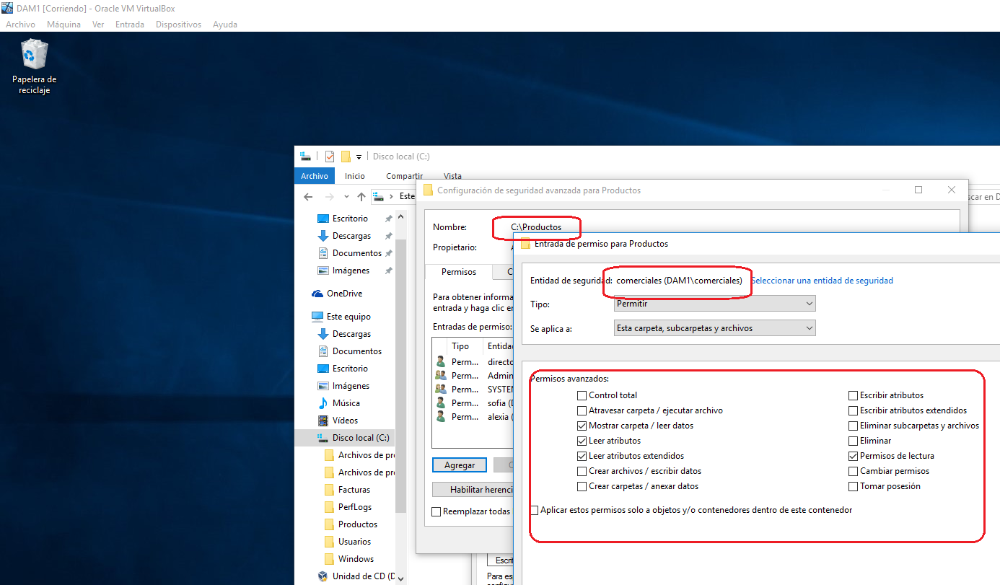 DAM1 [Corriendo] - Oracle VM VirtualBox
Archivo Máquina Ver Entrada Dispositivos Ayuda
Papelera de
reciclaje
Disco local (C:)
Archivo Inicio Compartir Vista
Este
scar en D
Escritorio
Descargas
Documentos
Imágenes
OneDrive
Este equipo
Descargas
Documentos
Escritorio
Imágenes
Música
Vídeos
Disco local (C:)
Archivos de pr
Archivos de pr
Facturas
PerfLogs
Productos
Usuarios
Windows
Unidad de CD (D
Configuración de seguridad avanzada para Productos
Nombre: C:\Productos
Propietario: A
Permisos C
Para obtener informa
entrada y haga clic en
Entradas de permiso:
Tipo Entidad
Perm... directo
Perm... Admin
Perm... SYSTEM
Perm... sofia (D
Perm... alexia (
Agregar
Habilitar herenci
Reemplazar todas
Escrit
Para esp
Entrada de permiso para Productos
Entidad de seguridad: comerciales (DAM1\comerciales) Seleccionar una entidad de seguridad
Tipo: Permitir
Se aplica a: Esta carpeta, subcarpetas y archivos
Permisos avanzados:
Control total Escribir atributos
Atravesar carpeta / ejecutar archivo Escribir atributos extendidos
Mostrar carpeta / leer datos Eliminar subcarpetas y archivos
Leer atributos Eliminar
Leer atributos extendidos Permisos de lectura
Crear archivos / escribir datos Cambiar permisos
Crear carpetas / anexar datos Tomar posesión
Aplicar estos permisos solo a objetos y/o contenedores dentro de este contenedor